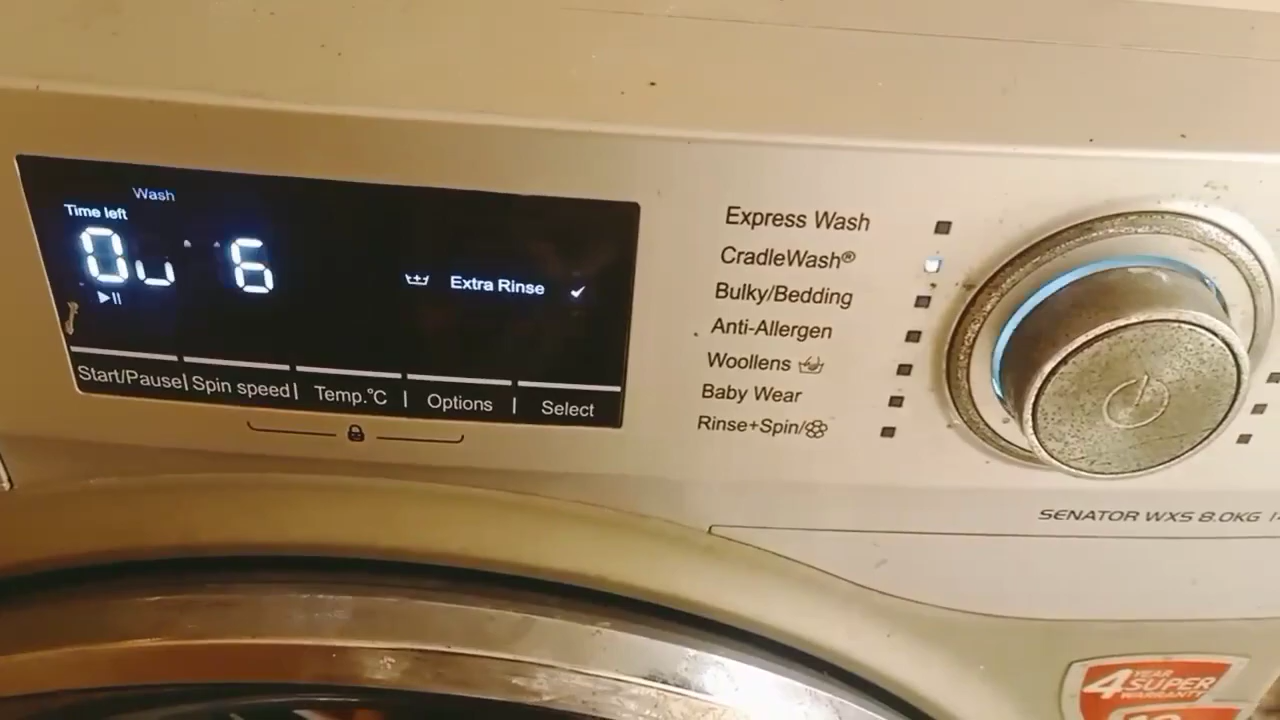 Wash
Time left
Extra Rinse
Start/Pause| Spin speed| Temp.°C | Options | Select
Express Wash
CradleWash®
Bulky/Bedding
Anti-Allergen
Woollens
Baby Wear
Rinse+Spin/
SENATOR WXS 8.0KG
4 YEAR
SUPER
WARRANTY